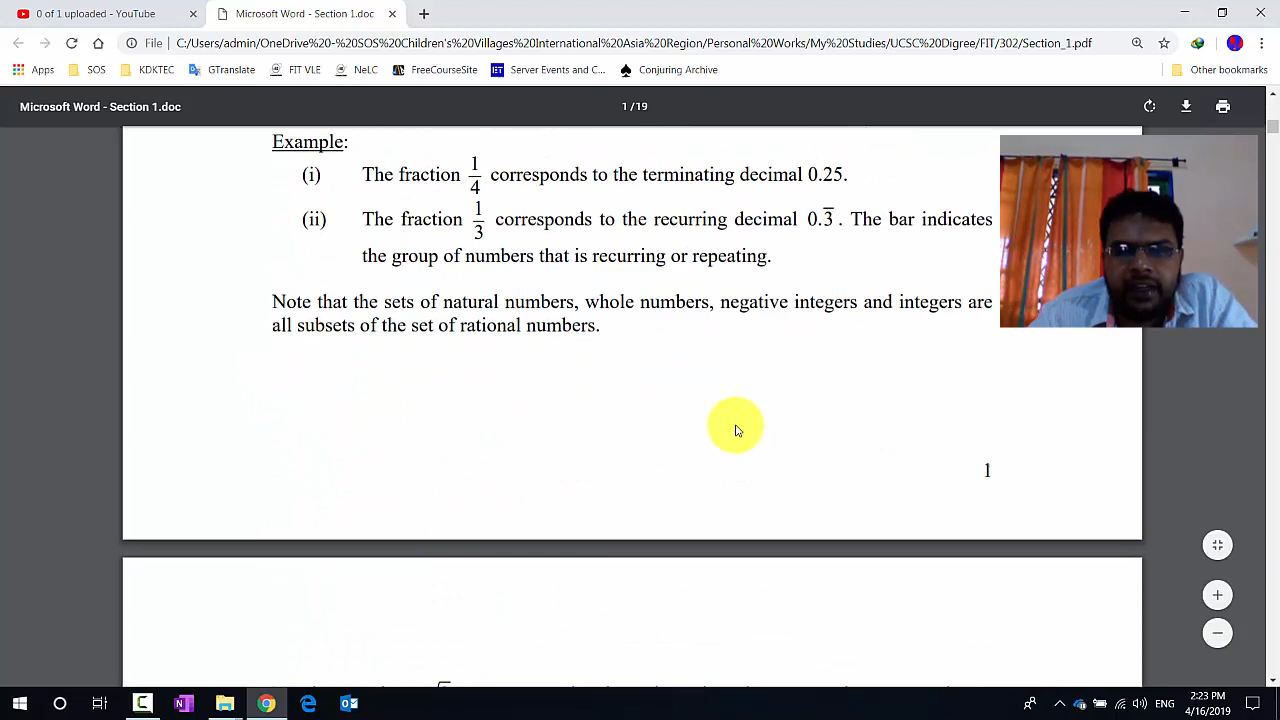 0 of 1 uploaded - YouTube
Microsoft Word - Section 1.doc
File
C:/Users/admin/OneDrive%20-%20SOS%20Children's%20Villages%20International%20Asia%20Region/Personal%20Works/My%20Studies/UCSC%20Digree/FIT/302/Section_1.pdf
Apps SOS KDKTEC GTranslate FIT VLE NeLC FreeCourseSite Server Events and C... Conjuring Archive Other bookmarks
Microsoft Word - Section 1.doc 1 / 19
Example:
(i) The fraction 1/4 corresponds to the terminating decimal 0.25.
(ii) The fraction 1/3 corresponds to the recurring decimal 0.3̅ . The bar indicates
the group of numbers that is recurring or repeating.
Note that the sets of natural numbers, whole numbers, negative integers and integers are
all subsets of the set of rational numbers.
1
ENG
2:23 PM
4/16/2019